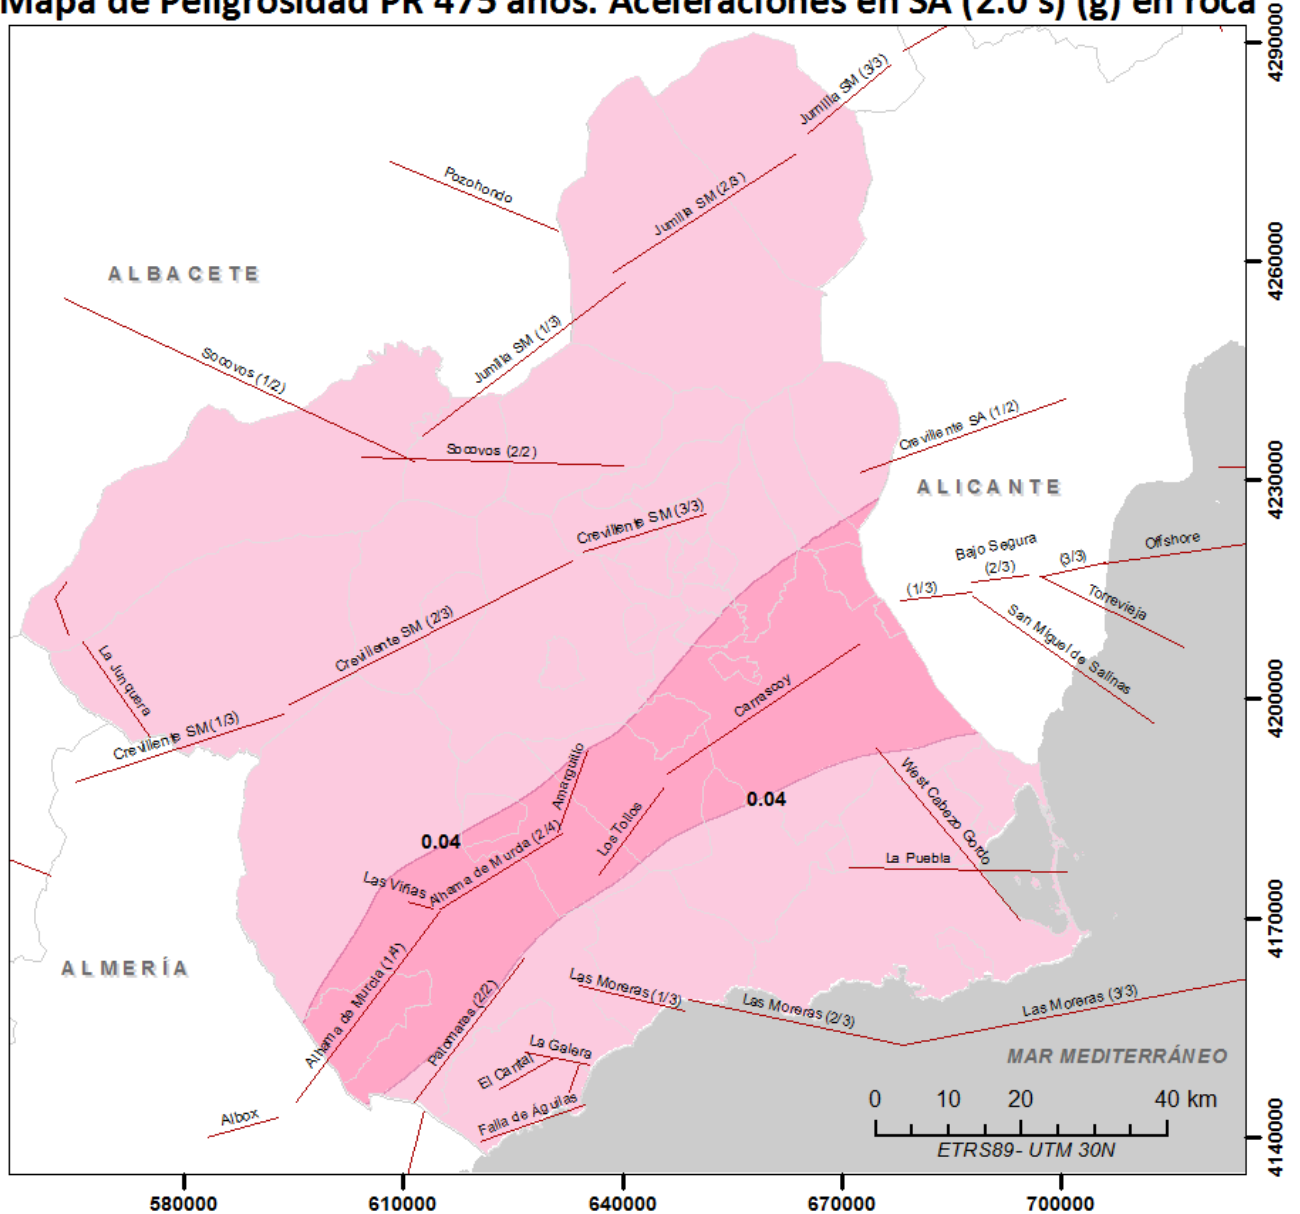 Mapa de Peligrosidad PR 475 años. Aceleraciones en SA (2.0 s) (g) en roca
4290000
Jumilla SM (3/3)
Pozohondo
Jumilla SM (2/3)
ALBACETE
4260000
Jumilla SM (1/3)
Socovos (1/2)
Crevillente SA (1/2)
Socovos (2/2)
ALICANTE
4230000
Crevillente SM (3/3)
Bajo Segura
Offshore
(3/3)
(2/3)
(1/3)
Torrevieja
Crevillente SM (2/3)
San Miguel de Salinas
La Junquera
Carrascoy
4200000
Crevillente SM (1/3)
Amarguillo
West Cabezo Gordo
0.04
Los Tollos
0.04
Alhama de Murcia (2/4)
La Puebla
Las Viñas
4170000
ALMERÍA
Alhama de Murcia (1/4)
Las Moreras (1/3)
Las Moreras (2/3)
Las Moreras (3/3)
Palomares (2/2)
La Galera
El Cantal
MAR MEDITERRÁNEO
Albox
Falla de Águilas
0 10 20 40 km
ETRS89- UTM 30N
4140000
580000 610000 640000 670000 700000